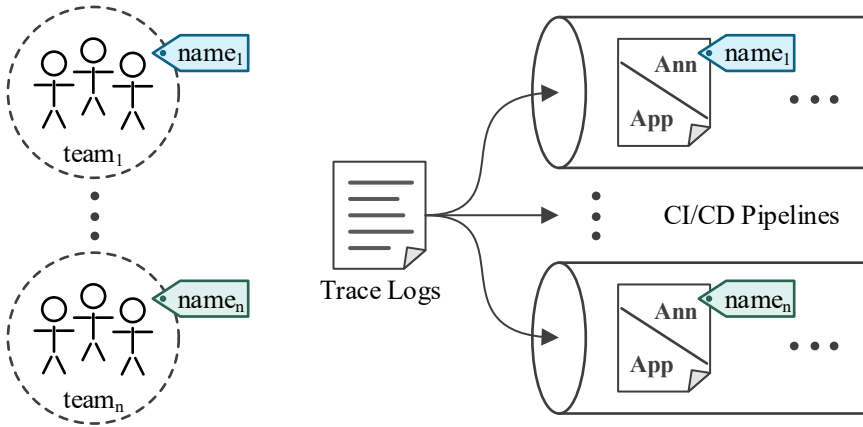 name₁
team₁
nameₙ
teamₙ
Trace Logs
Ann
App
name₁
CI/CD Pipelines
Ann
App
nameₙ